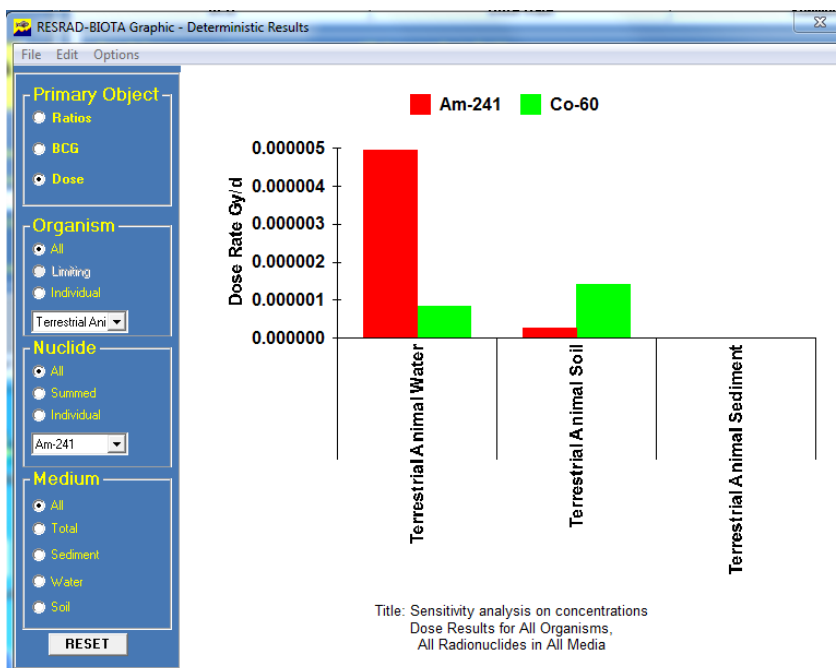 RESRAD-BIOTA Graphic - Deterministic Results
File Edit Options
Primary Object
Ratios
BCG
Dose
Organism
All
Limiting
Individual
Terrestrial Ani
Nuclide
All
Summed
Individual
Am-241
Medium
All
Total
Sediment
Water
Soil
RESET
Am-241 Co-60
Dose Rate Gy/d
0.000005
0.000004
0.000003
0.000002
0.000001
0.000000
Terrestrial Animal Water
Terrestrial Animal Soil
Terrestrial Animal Sediment
Title: Sensitivity analysis on concentrations
Dose Results for All Organisms,
All Radionuclides in All Media